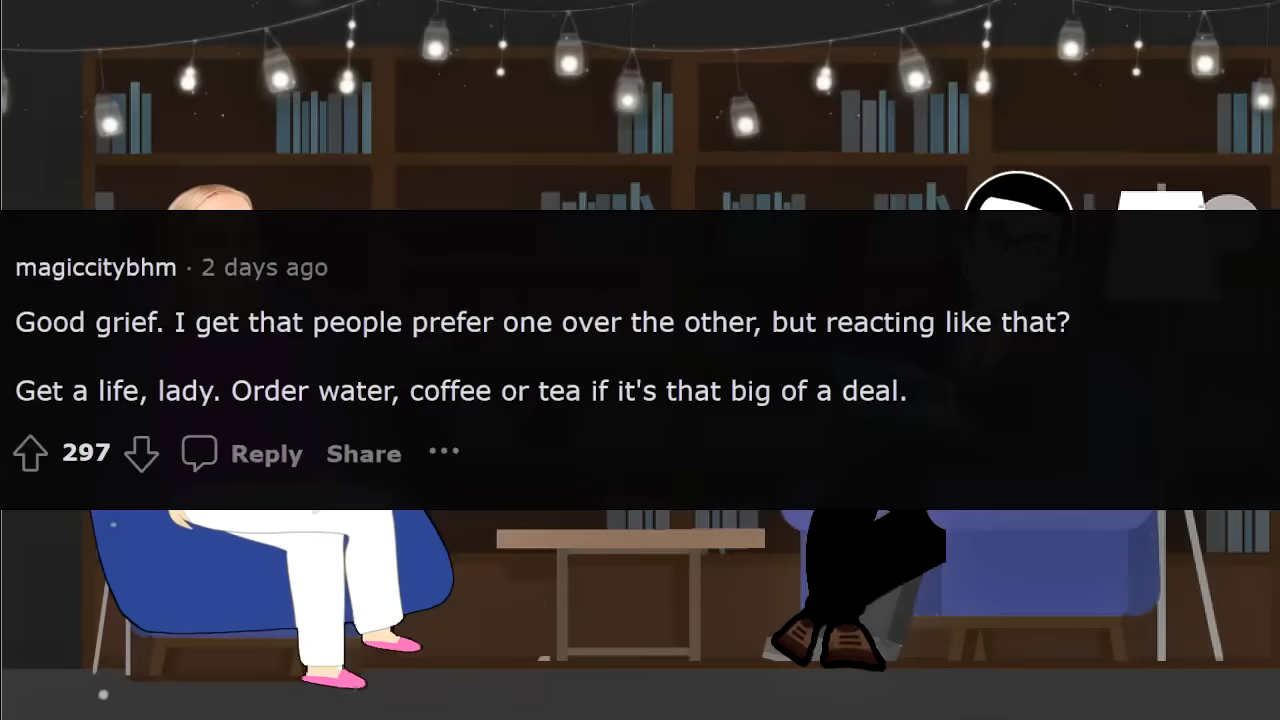 magiccitybhm · 2 days ago
Good grief. I get that people prefer one over the other, but reacting like that?
Get a life, lady. Order water, coffee or tea if it's that big of a deal.
297 Reply Share ···